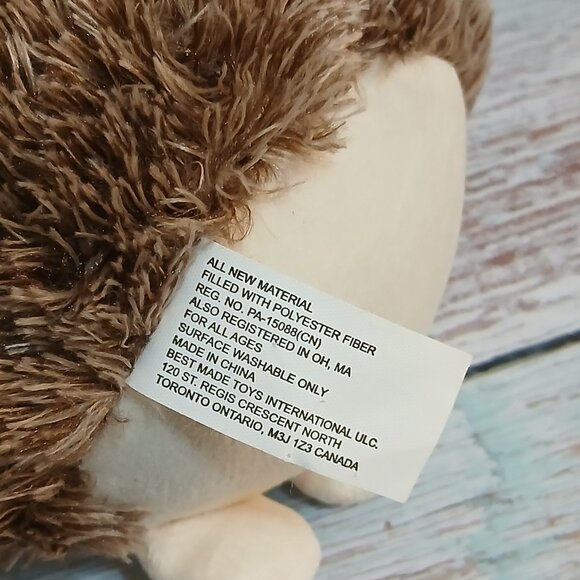 ALL NEW MATERIAL
FILLED WITH POLYESTER FIBER
REG. NO. PA-15088(CN)
ALSO REGISTERED IN OH, MA
FOR ALL AGES
SURFACE WASHABLE ONLY
MADE IN CHINA
BEST MADE TOYS INTERNATIONAL ULC.
120 ST. REGIS CRESCENT NORTH
TORONTO ONTARIO, M3J 1Z3 CANADA